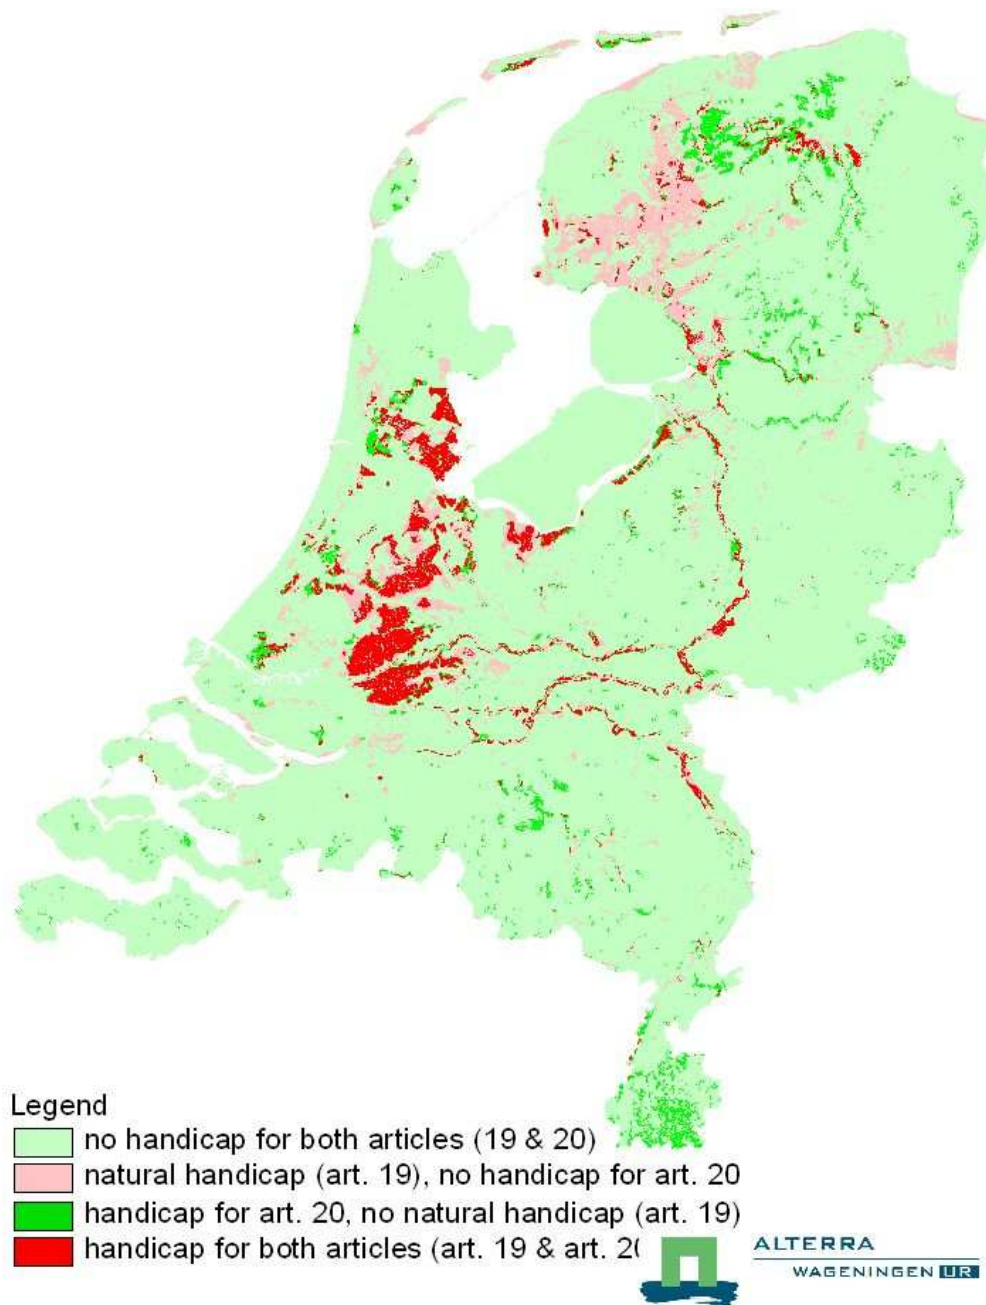 Legend
no handicap for both articles (19 & 20)
natural handicap (art. 19), no handicap for art. 20
handicap for art. 20, no natural handicap (art. 19)
handicap for both articles (art. 19 & art. 2(
ALTERRA
WAGENINGEN UR